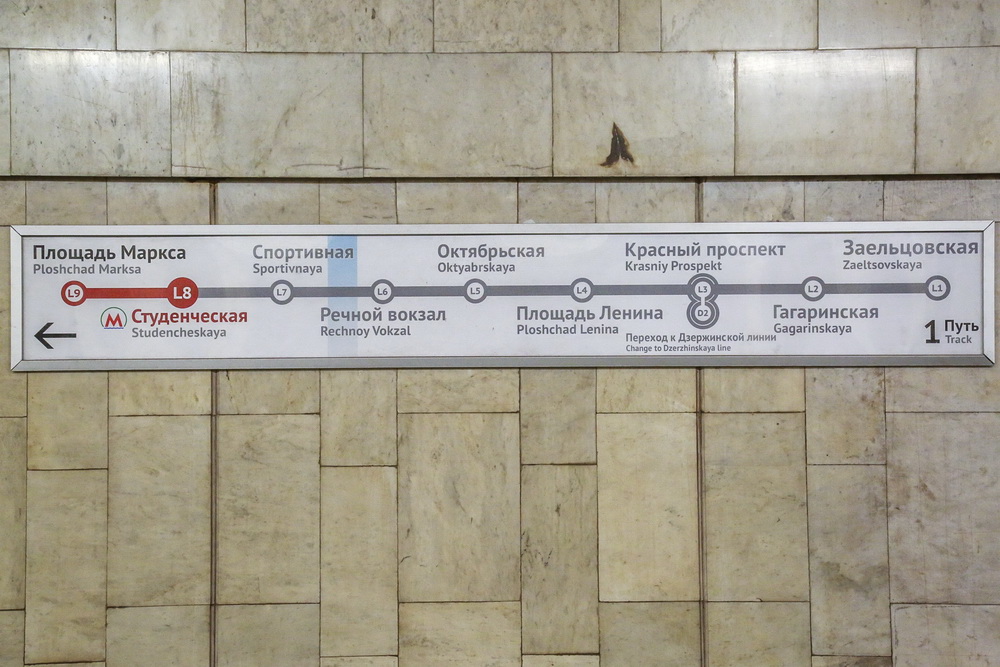 Площадь Маркса
Ploshchad Marksa
Спортивная
Sportivnaya
Октябрьская
Oktyabrskaya
Красный проспект
Krasniy Prospekt
Заельцовская
Zaeltsovskaya
L9 L8 L7 L6 L5 L4 L3 L2 L1
D2
М Студенческая
Studencheskaya
Речной вокзал
Rechnoy Vokzal
Площадь Ленина
Ploshchad Lenina
Переход к Дзержинской линии
Change to Dzerzhinskaya line
Гагаринская
Gagarinskaya
1 Путь
Track